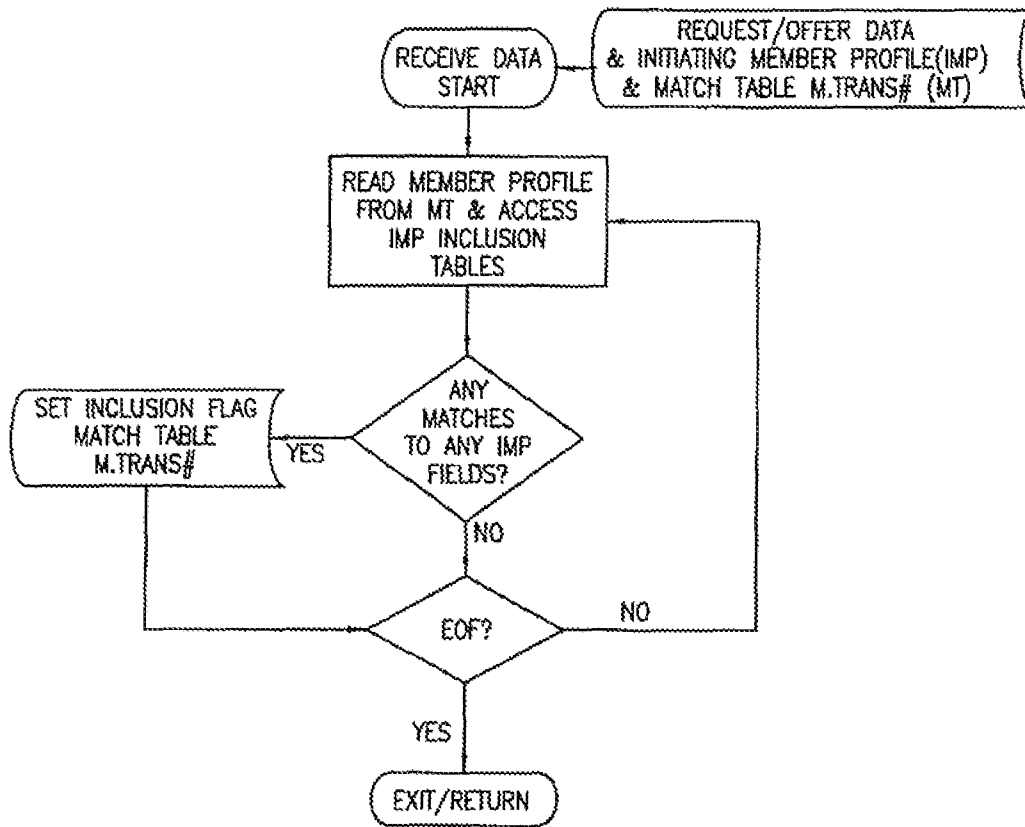 RECEIVE DATA
START
REQUEST/OFFER DATA
& INITIATING MEMBER PROFILE(IMP)
& MATCH TABLE M.TRANS# (MT)
READ MEMBER PROFILE
FROM MT & ACCESS
IMP INCLUSION
TABLES
ANY
MATCHES
TO ANY IMP
FIELDS?
YES
SET INCLUSION FLAG
MATCH TABLE
M.TRANS#
NO
EOF?
NO
YES
EXIT/RETURN